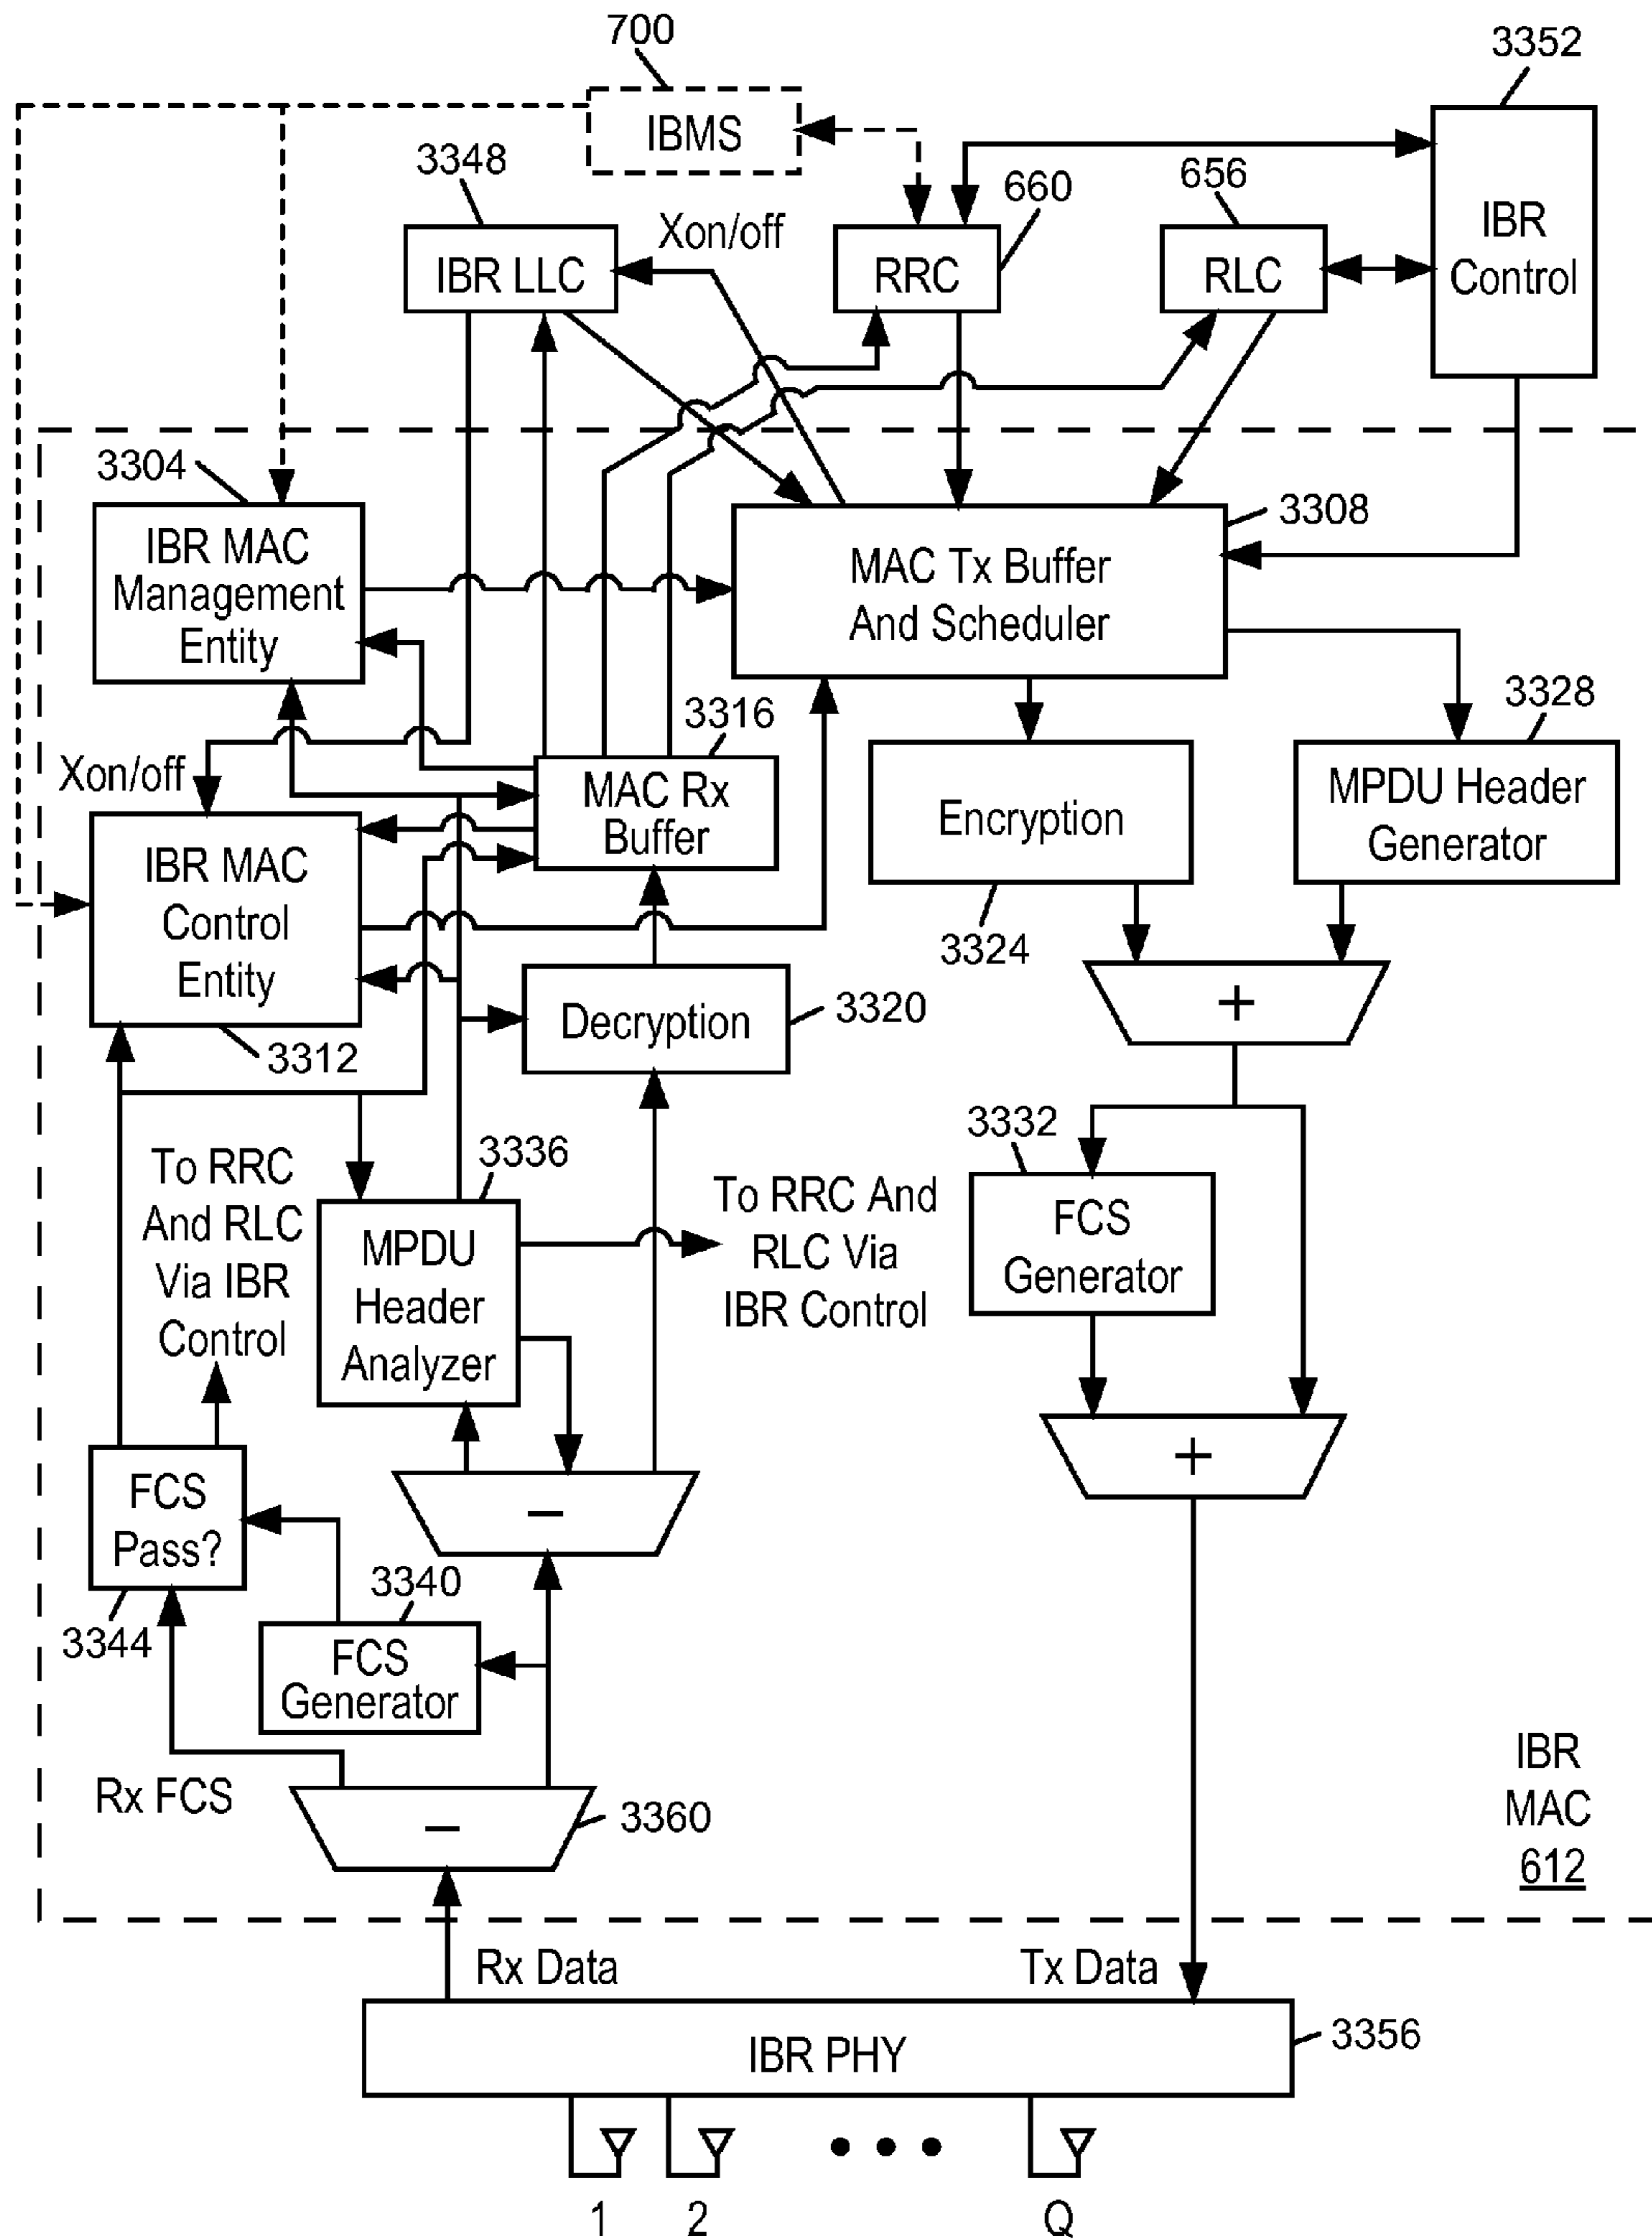 700
3352
IBMS
3348
660
656
Xon/off
IBR LLC
RRC
RLC
IBR
Control
3304
3308
IBR MAC
Management
Entity
MAC Tx Buffer
And Scheduler
3316
3328
Xon/off
MAC Rx
Buffer
Encryption
MPDU Header
Generator
IBR MAC
Control
Entity
3324
+
Decryption
3320
3312
3332
3336
To RRC
And RLC
Via IBR
Control
MPDU
Header
Analyzer
To RRC And
RLC Via
IBR Control
FCS
Generator
+
FCS
Pass?
–
3340
3344
FCS
Generator
Rx FCS
–
3360
IBR
MAC
612
Rx Data
Tx Data
IBR PHY
3356
1
2
Q